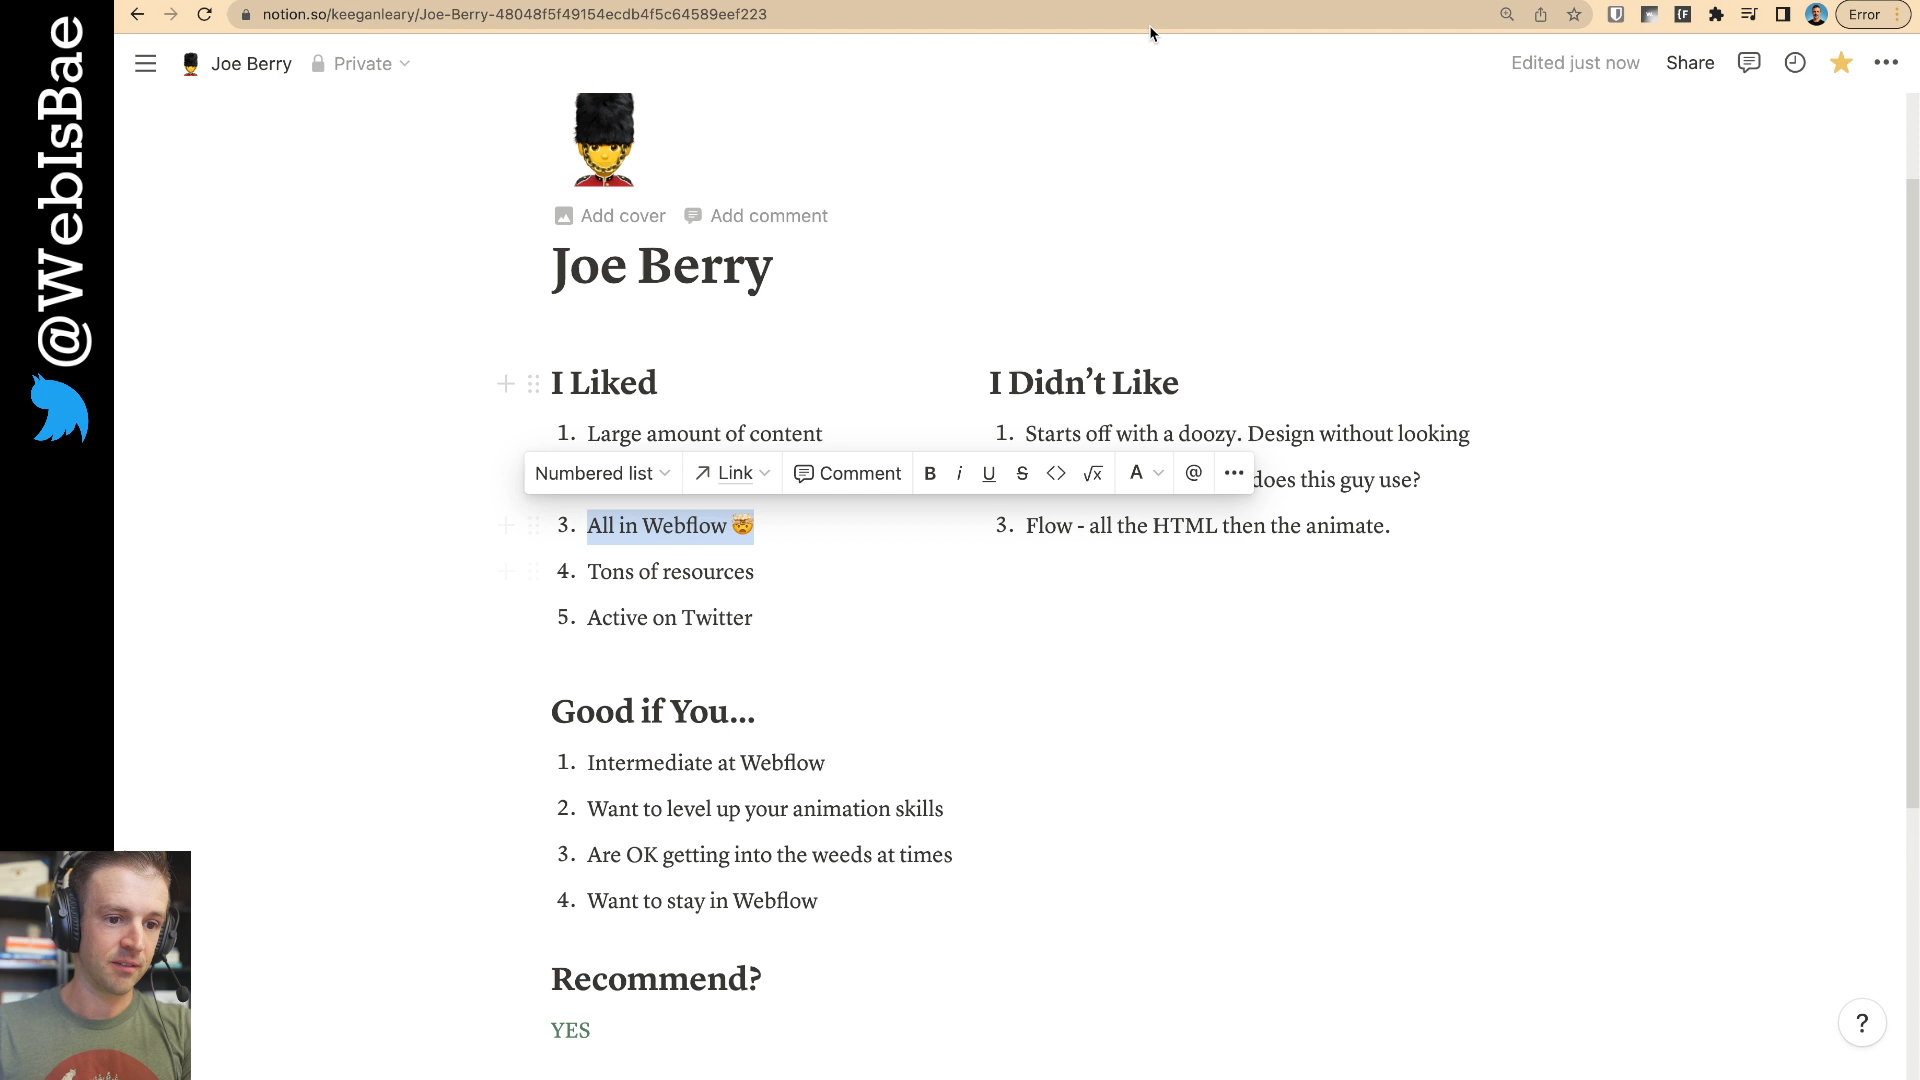 @WebIsBae
notion.so/keeganleary/Joe-Berry-48048f5f49154ecdb4f5c64589eef223
Error
Joe Berry
Private
Edited just now
Share
Add cover
Add comment
Joe Berry
I Liked
1. Large amount of content
Numbered list
Link
Comment
B i U S <> √x A @ •••
3. All in Webflow 🤯
4. Tons of resources
5. Active on Twitter
I Didn’t Like
1. Starts off with a doozy. Design without looking
does this guy use?
3. Flow - all the HTML then the animate.
Good if You...
1. Intermediate at Webflow
2. Want to level up your animation skills
3. Are OK getting into the weeds at times
4. Want to stay in Webflow
Recommend?
YES
?